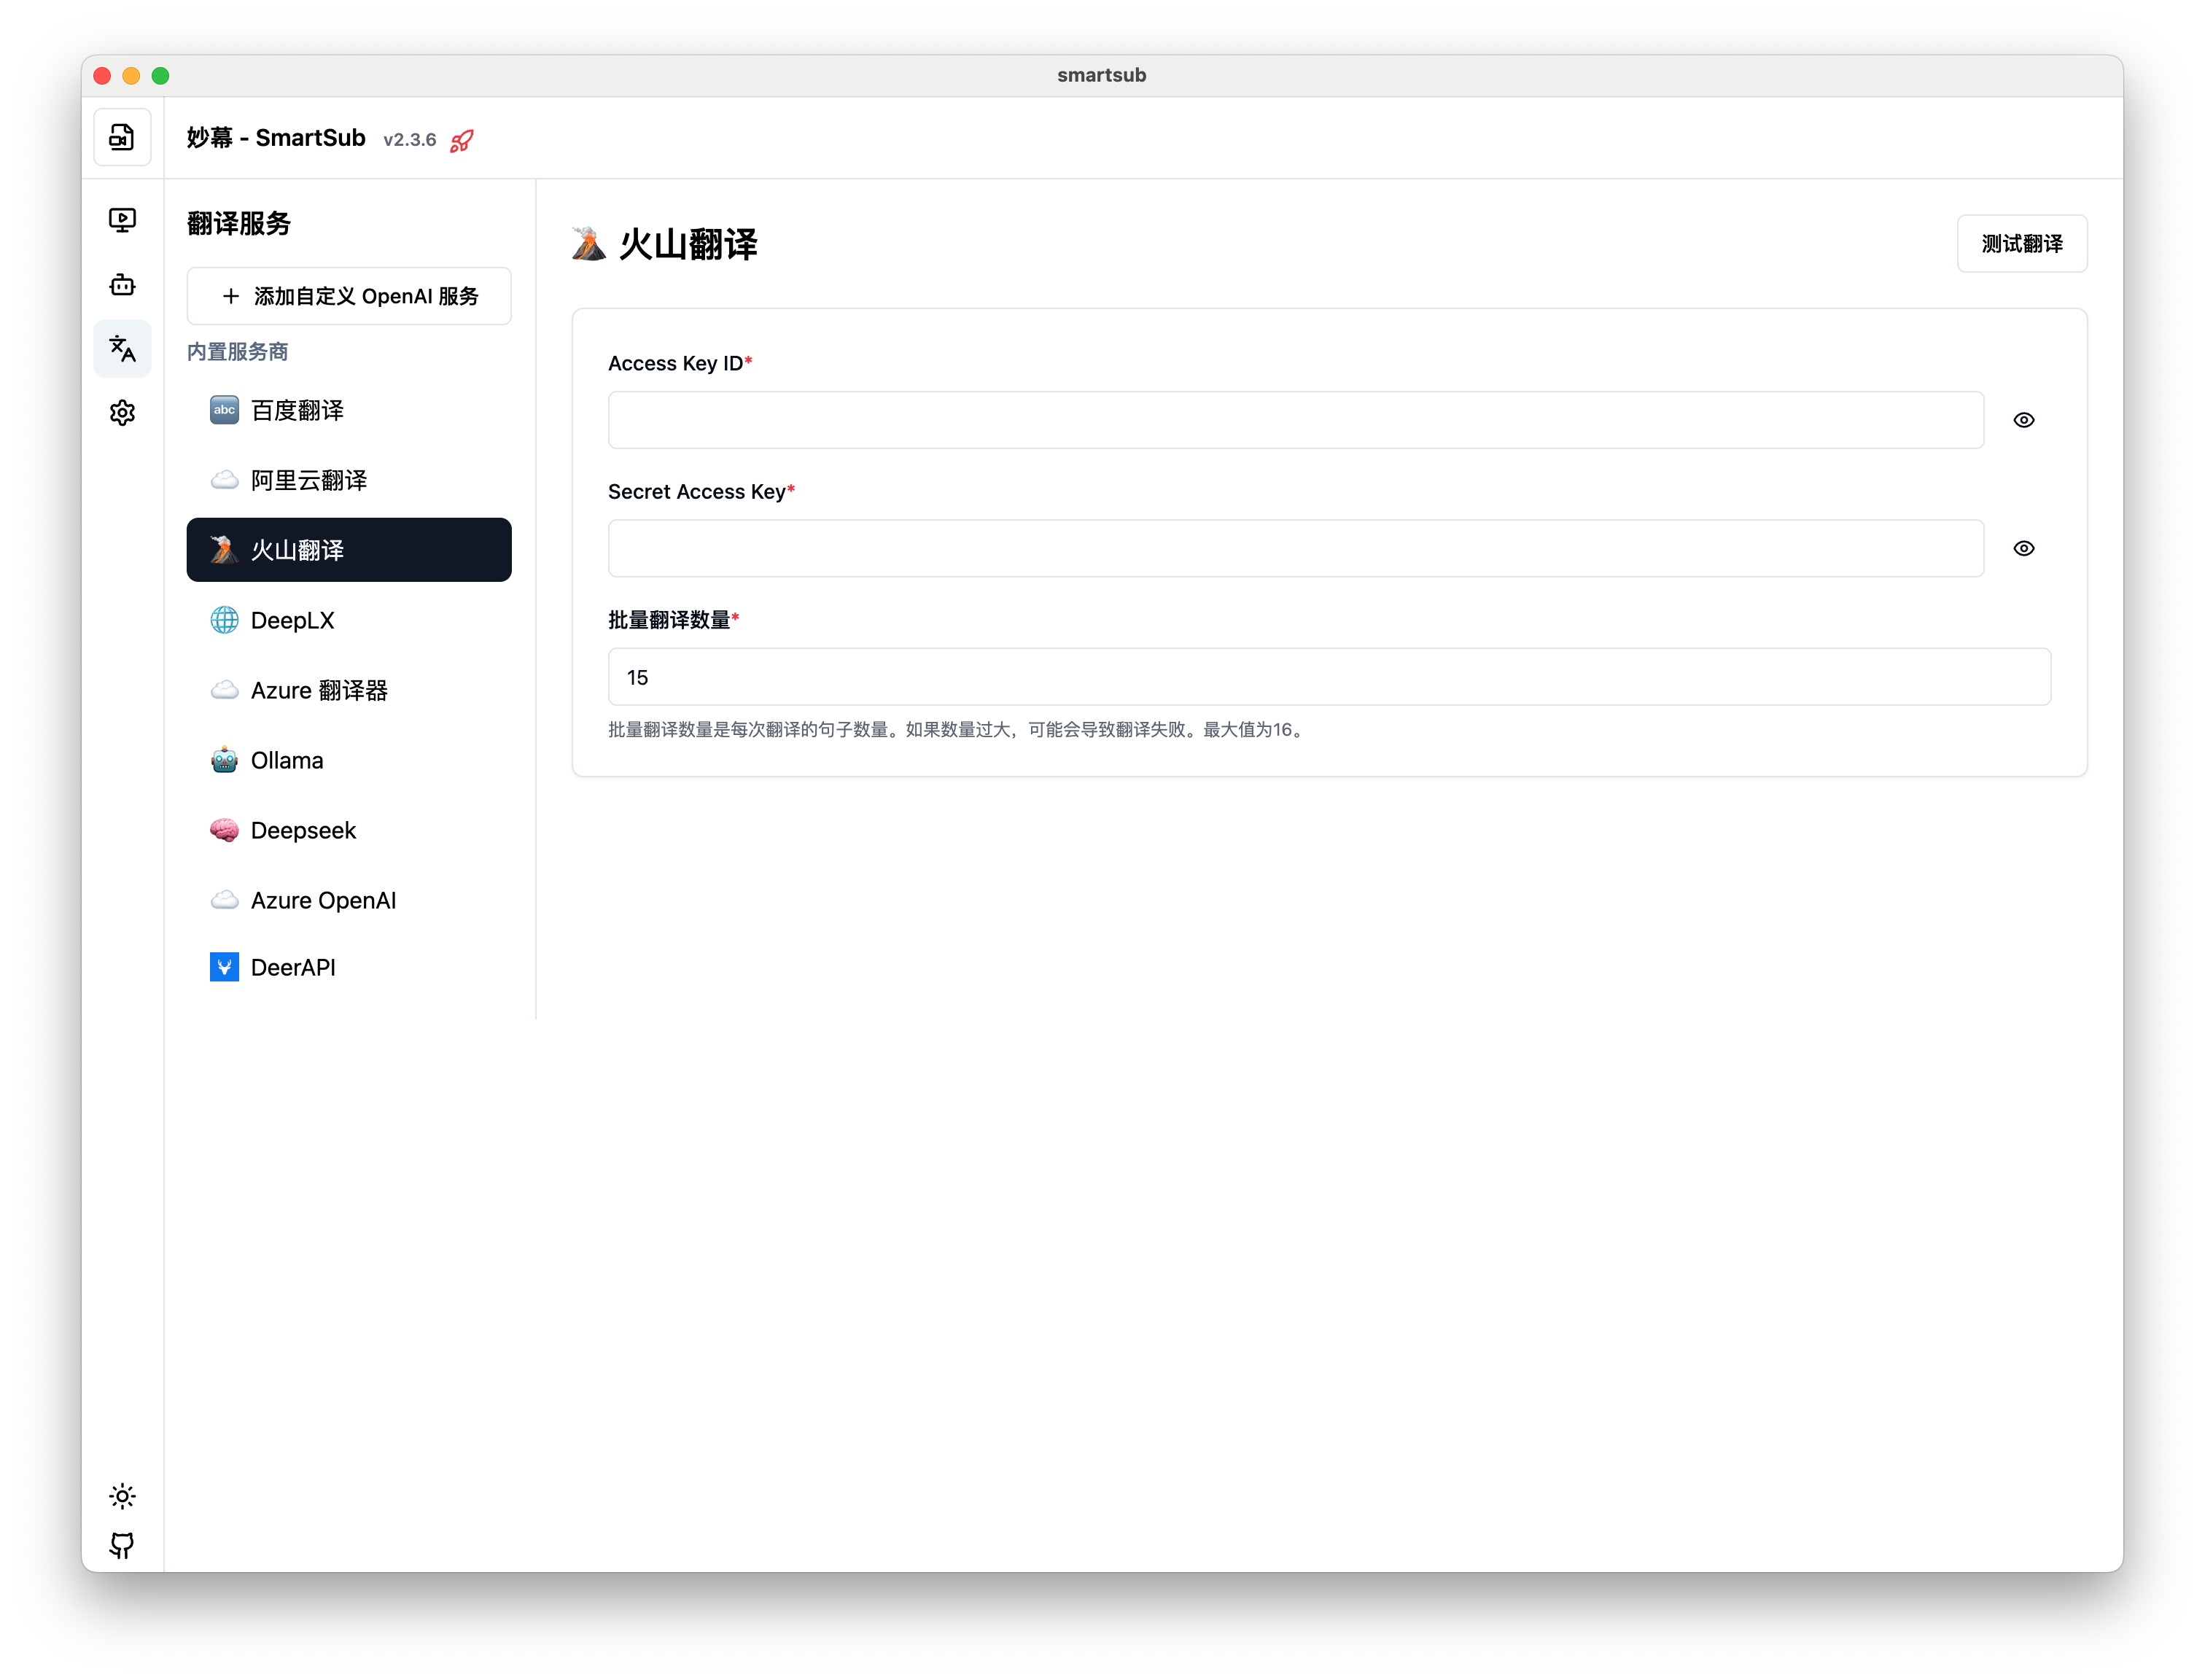 smartsub
妙幕 - SmartSub v2.3.6
翻译服务
添加自定义 OpenAI 服务
内置服务商
abc 百度翻译
阿里云翻译
火山翻译
DeepLX
Azure 翻译器
Ollama
Deepseek
Azure OpenAI
DeerAPI
火山翻译
测试翻译
Access Key ID*
Secret Access Key*
批量翻译数量*
15
批量翻译数量是每次翻译的句子数量。如果数量过大，可能会导致翻译失败。最大值为16。